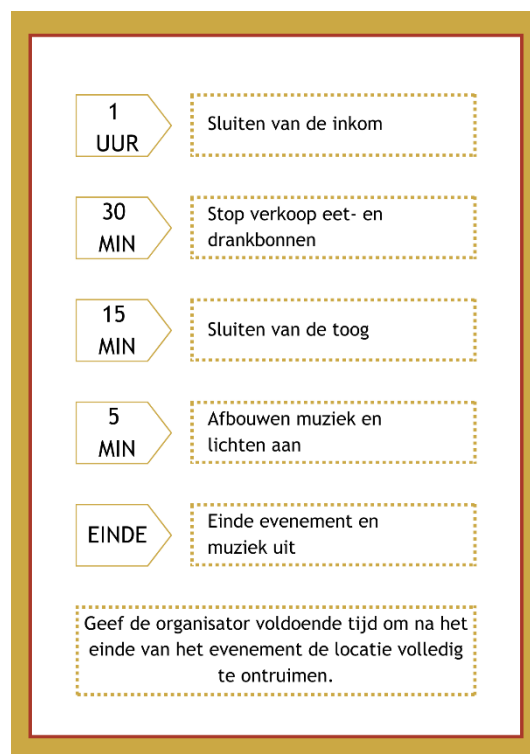 1
UUR
Sluiten van de inkom
30
MIN
Stop verkoop eet- en
drankbonnen
15
MIN
Sluiten van de toog
5
MIN
Afbouwen muziek en
lichten aan
EINDE
Einde evenement en
muziek uit
Geef de organisator voldoende tijd om na het
einde van het evenement de locatie volledig
te ontruimen.